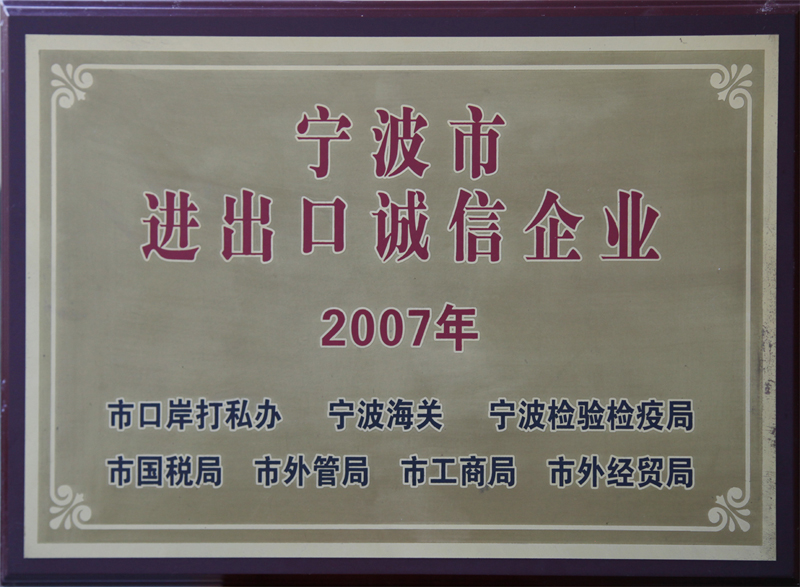 宁波市
进出口诚信企业
2007年
市口岸打私办 宁波海关 宁波检验检疫局
市国税局 市外管局 市工商局 市外经贸局